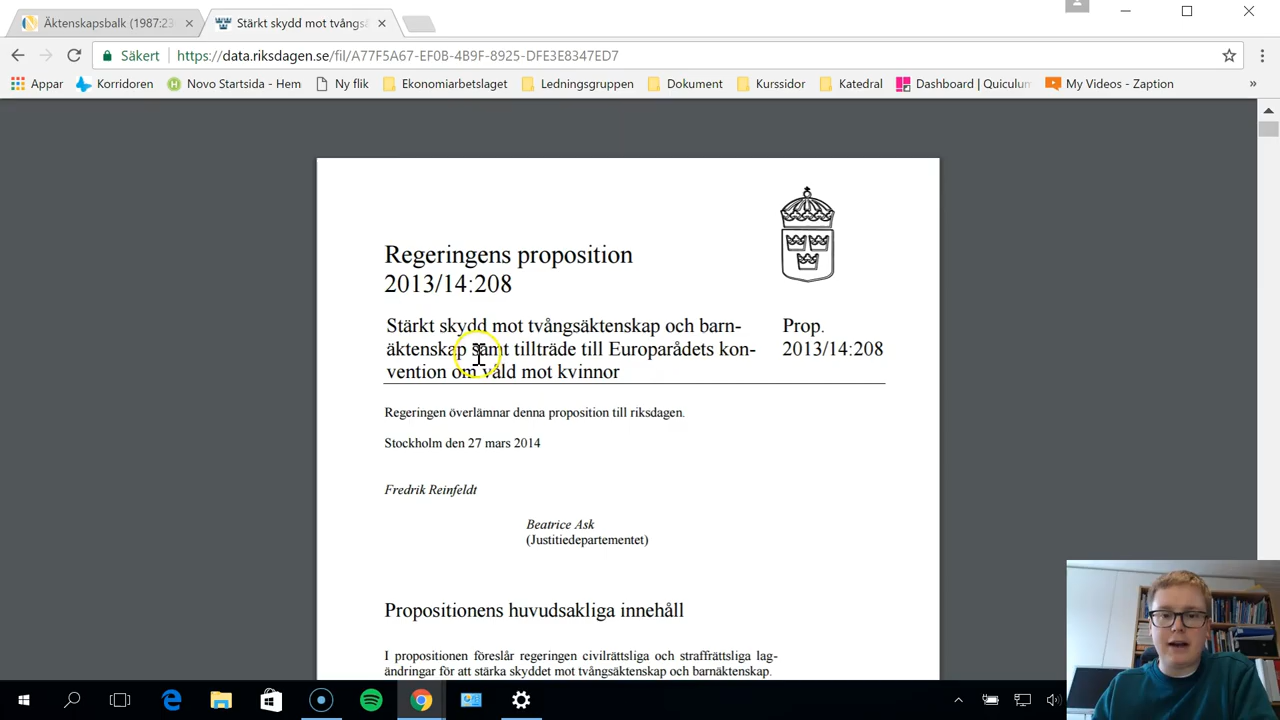 Äktenskapsbalk (1987:23
Stärkt skydd mot tvångsä
Säkert
https://data.riksdagen.se/fil/A77F5A67-EF0B-4B9F-8925-DFE3E8347ED7
Appar
Korridoren
Novo Startsida - Hem
Ny flik
Ekonomiarbetslaget
Ledningsgruppen
Dokument
Kurssidor
Katedral
Dashboard | Quiculum
My Videos - Zaption
»
Regeringens proposition
2013/14:208
Stärkt skydd mot tvångsäktenskap och barn-
äktenskap samt tillträde till Europarådets kon-
vention om våld mot kvinnor
Prop.
2013/14:208
Regeringen överlämnar denna proposition till riksdagen.
Stockholm den 27 mars 2014
Fredrik Reinfeldt
Beatrice Ask
(Justitiedepartementet)
Propositionens huvudsakliga innehåll
I propositionen föreslår regeringen civilrättsliga och straffrättsliga lag-
ändringar för att stärka skyddet mot tvångsäktenskap och barnäktenskap.